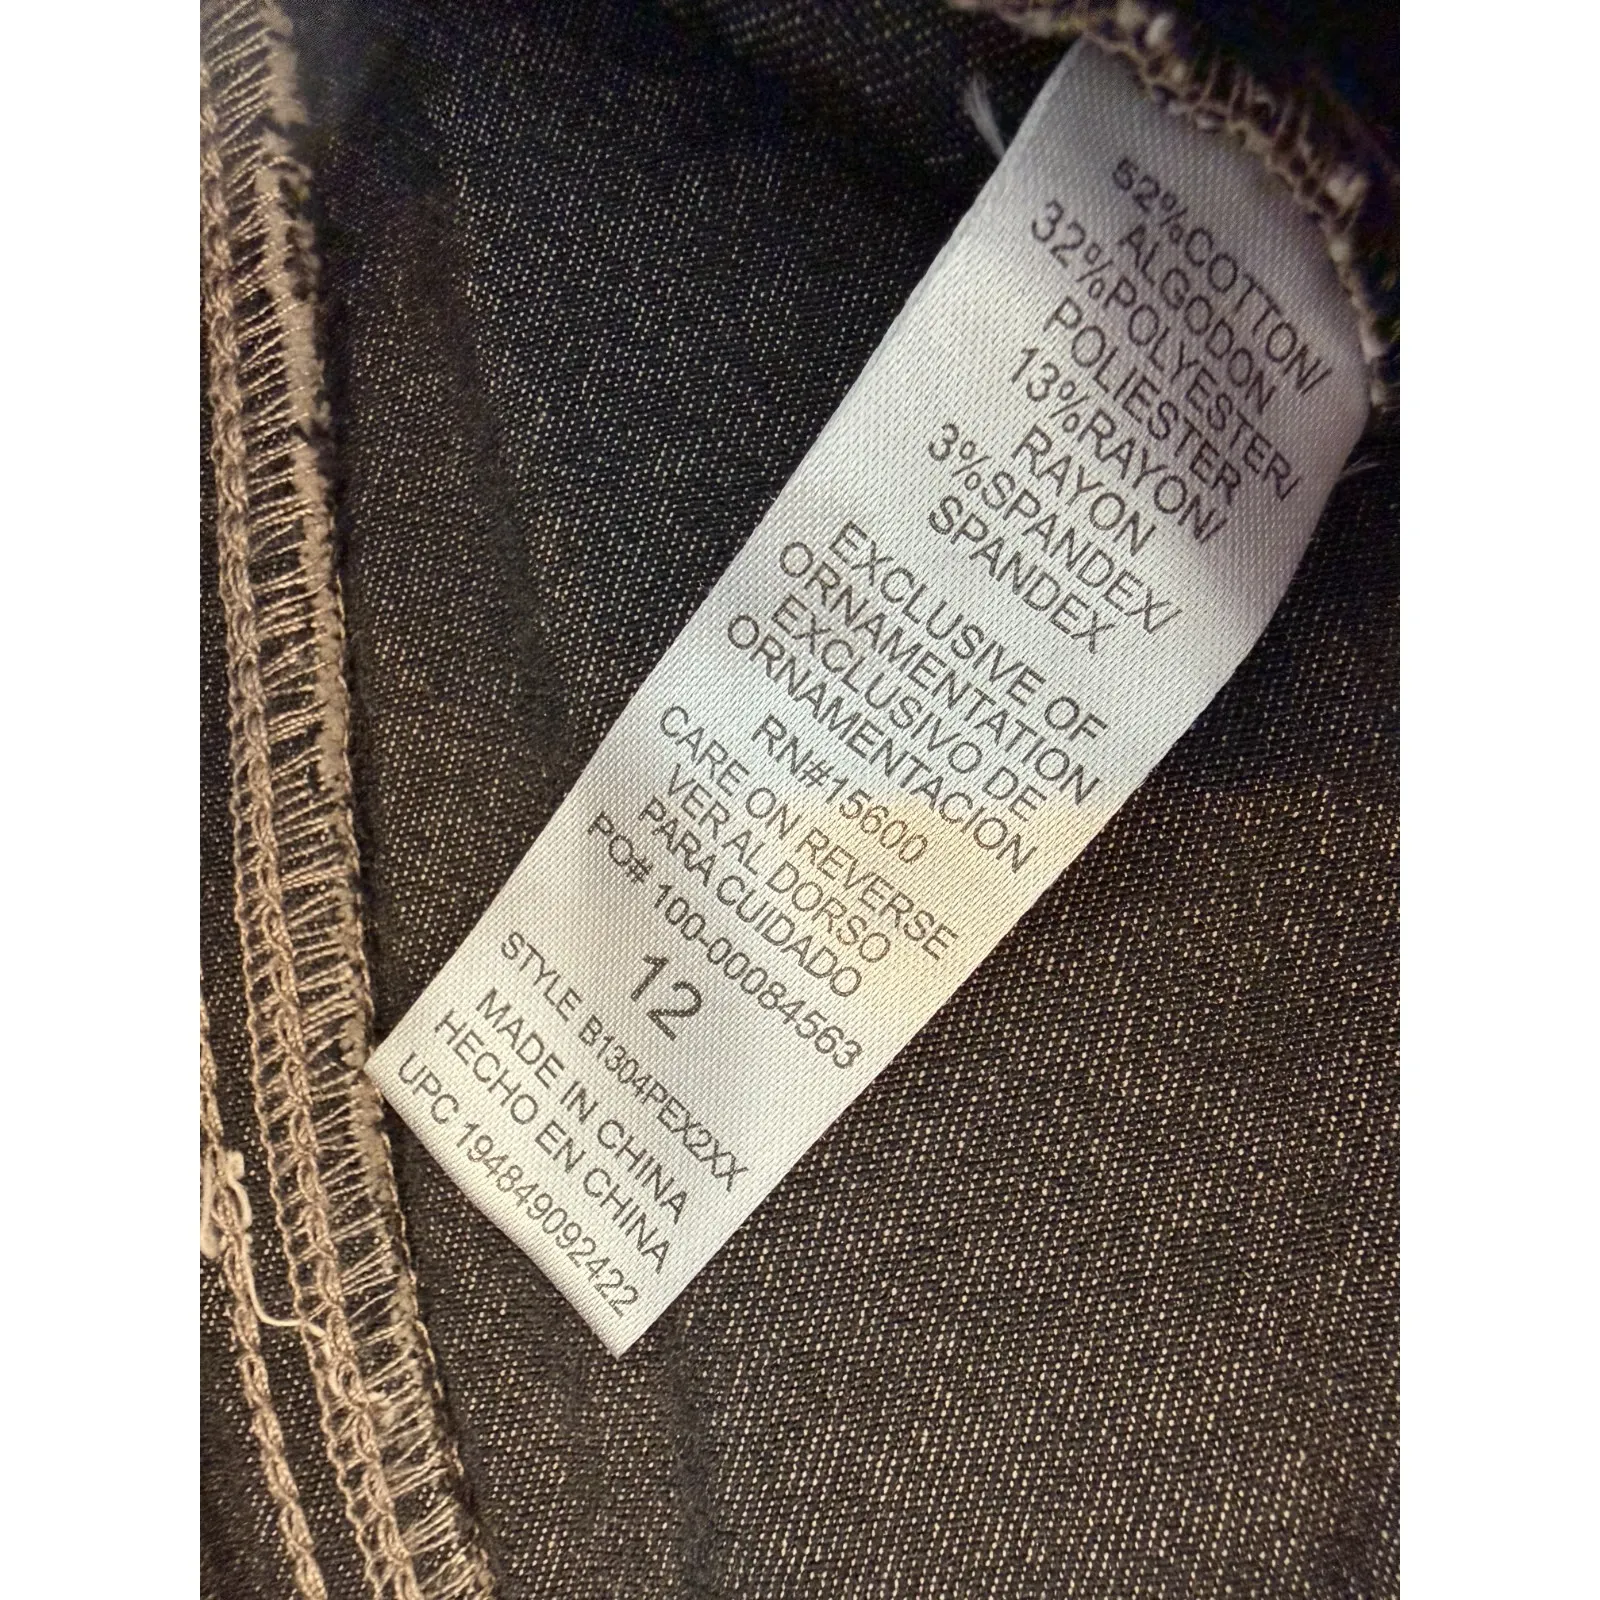 52%COTTON/
ALGODON
32%POLYESTER/
POLIESTER
13%RAYON/
RAYON
3%SPANDEX/
SPANDEX
EXCLUSIVE OF
ORNAMENTATION
EXCLUSIVO DE
ORNAMENTACION
RN#15600
CARE ON REVERSE
VER AL DORSO
PARA CUIDADO
PO# 100-00084563
12
STYLE B1304PEX2XX
MADE IN CHINA
HECHO EN CHINA
UPC 194849092422